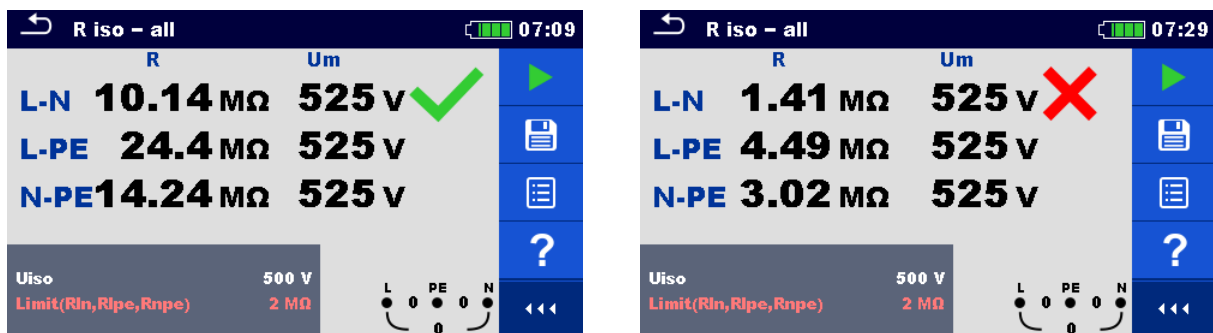 R iso – all 07:09
R Um
L-N 10.14 MΩ 525 V
L-PE 24.4 MΩ 525 V
N-PE 14.24 MΩ 525 V
?
Uiso 500 V
Limit(Rln,Rlpe,Rnpe) 2 MΩ
L PE N
0 0
0
R iso – all 07:29
R Um
L-N 1.41 MΩ 525 V
L-PE 4.49 MΩ 525 V
N-PE 3.02 MΩ 525 V
?
Uiso 500 V
Limit(Rln,Rlpe,Rnpe) 2 MΩ
L PE N
0 0
0